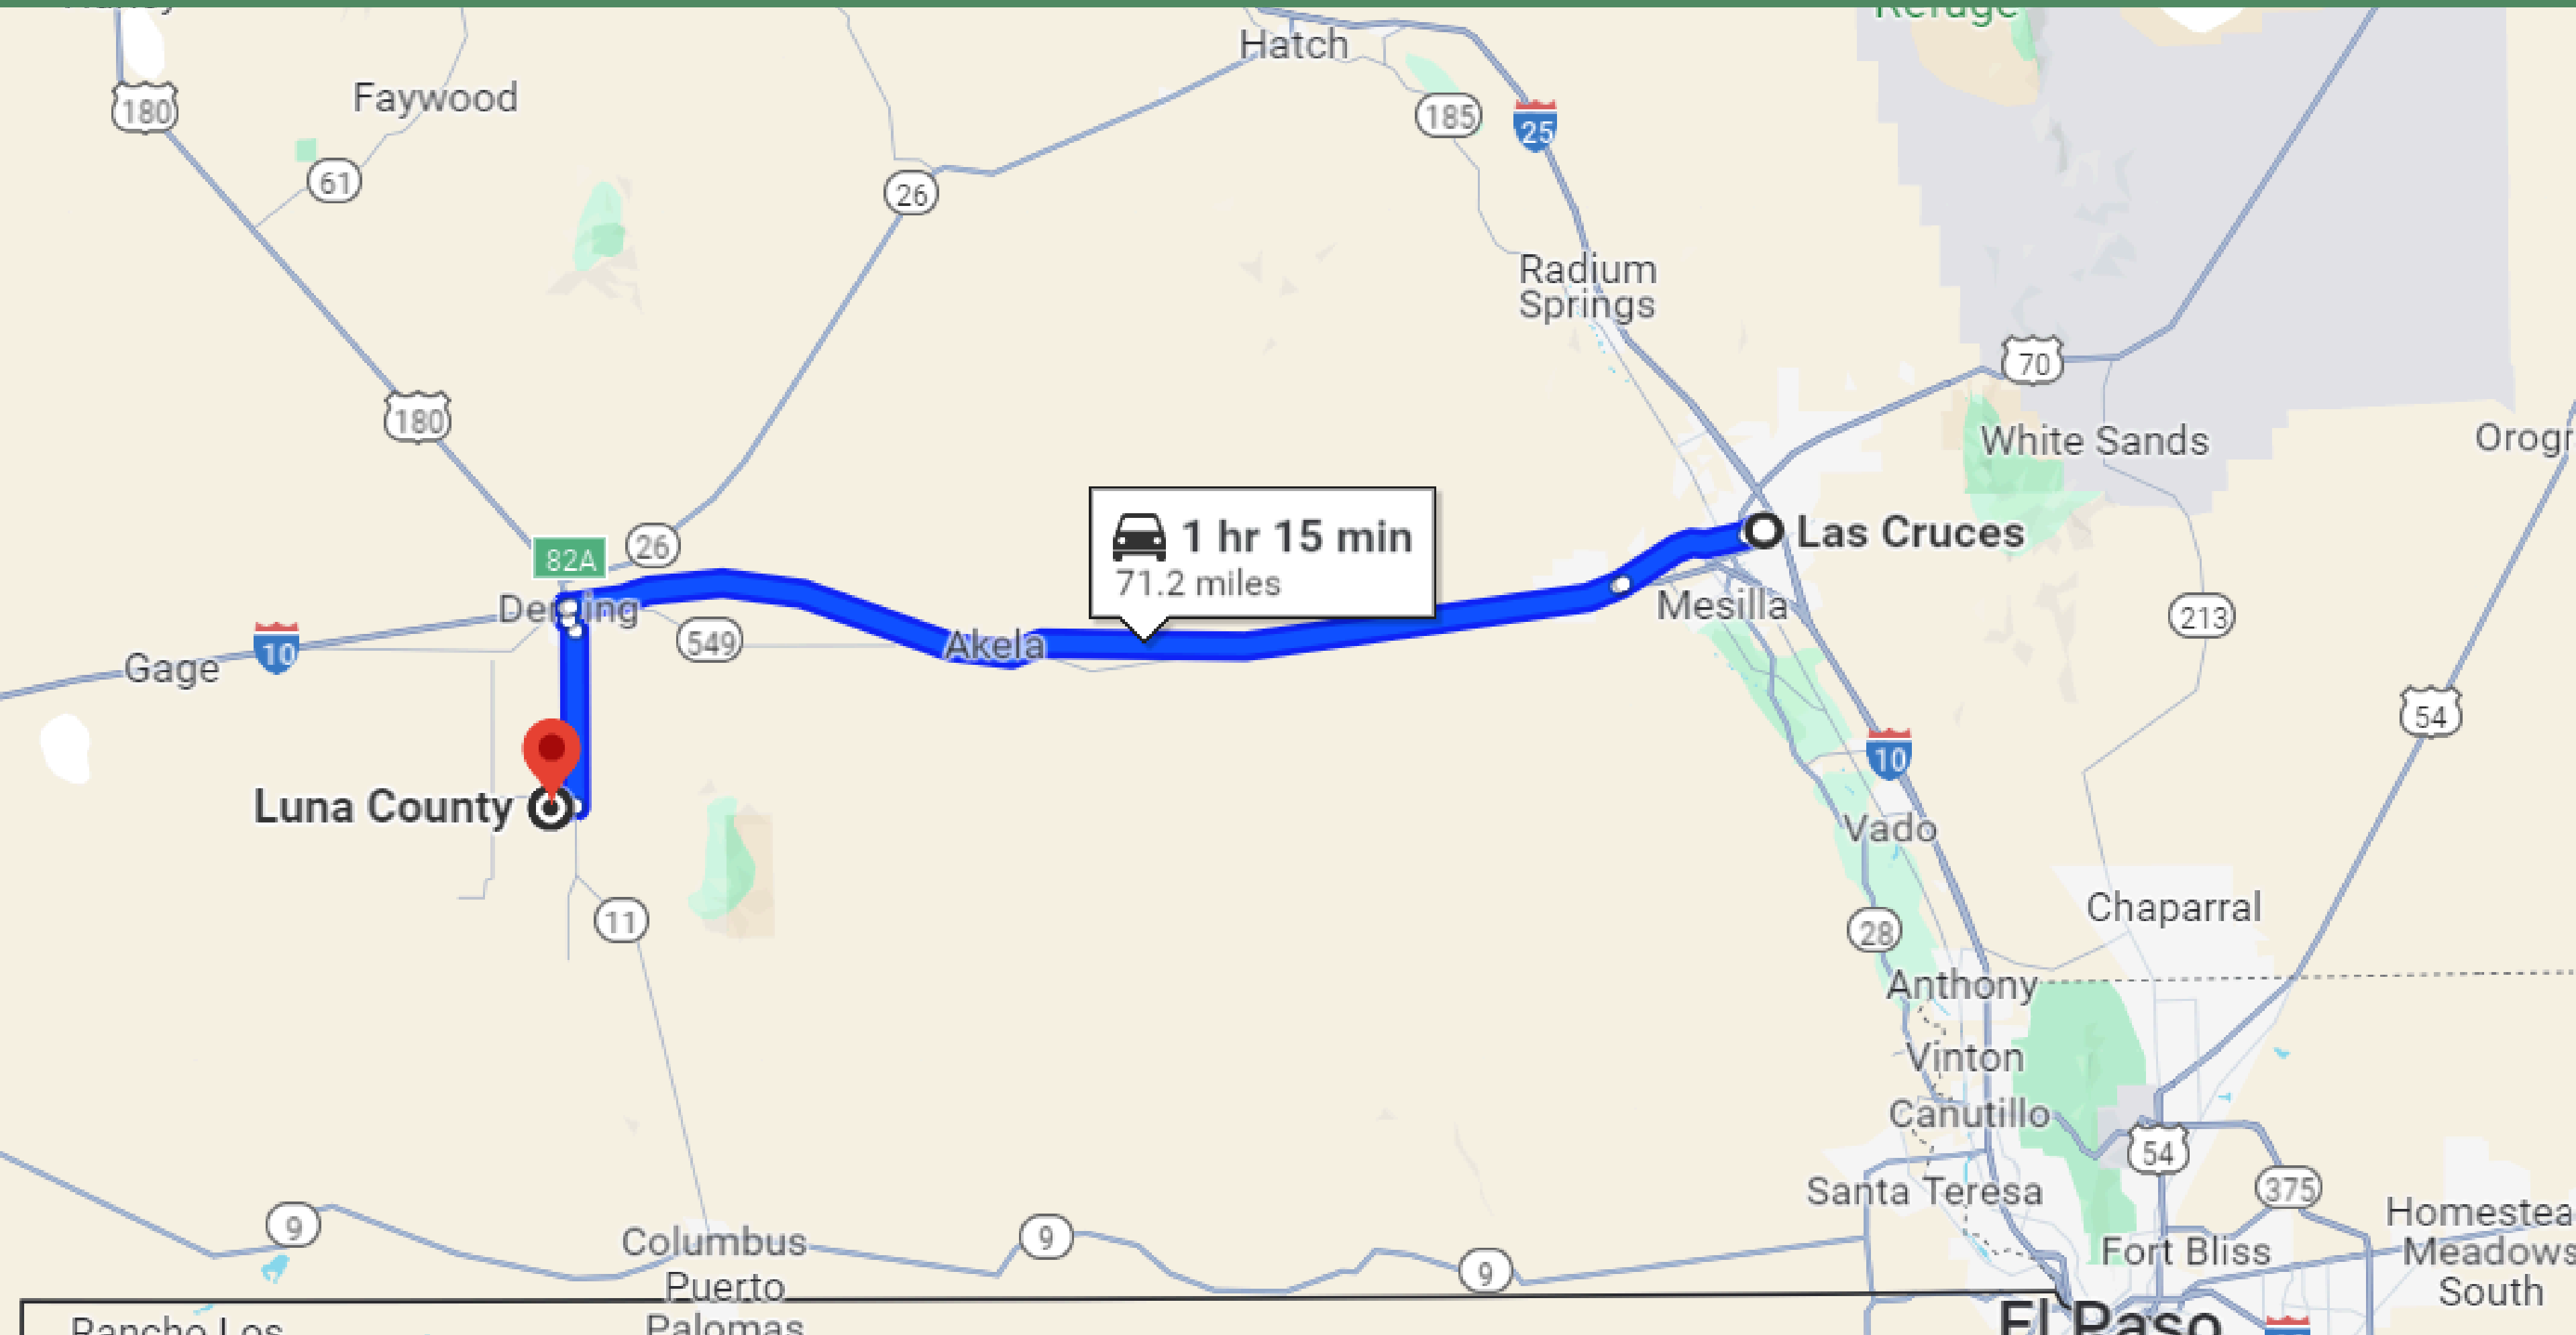 Refuge
Hatch
180
Faywood
185
25
61
26
Radium
Springs
70
White Sands
180
1 hr 15 min
71.2 miles
Las Cruces
26
82A
Deming
Mesilla
213
549
Akela
10
Gage
54
10
Luna County
Vado
11
28
Chaparral
Anthony
Vinton
Canutillo
54
Santa Teresa
375
9
Columbus
9
9
Fort Bliss
Meadows
South
Puerto
Palomas
Rancho Los
El Paso